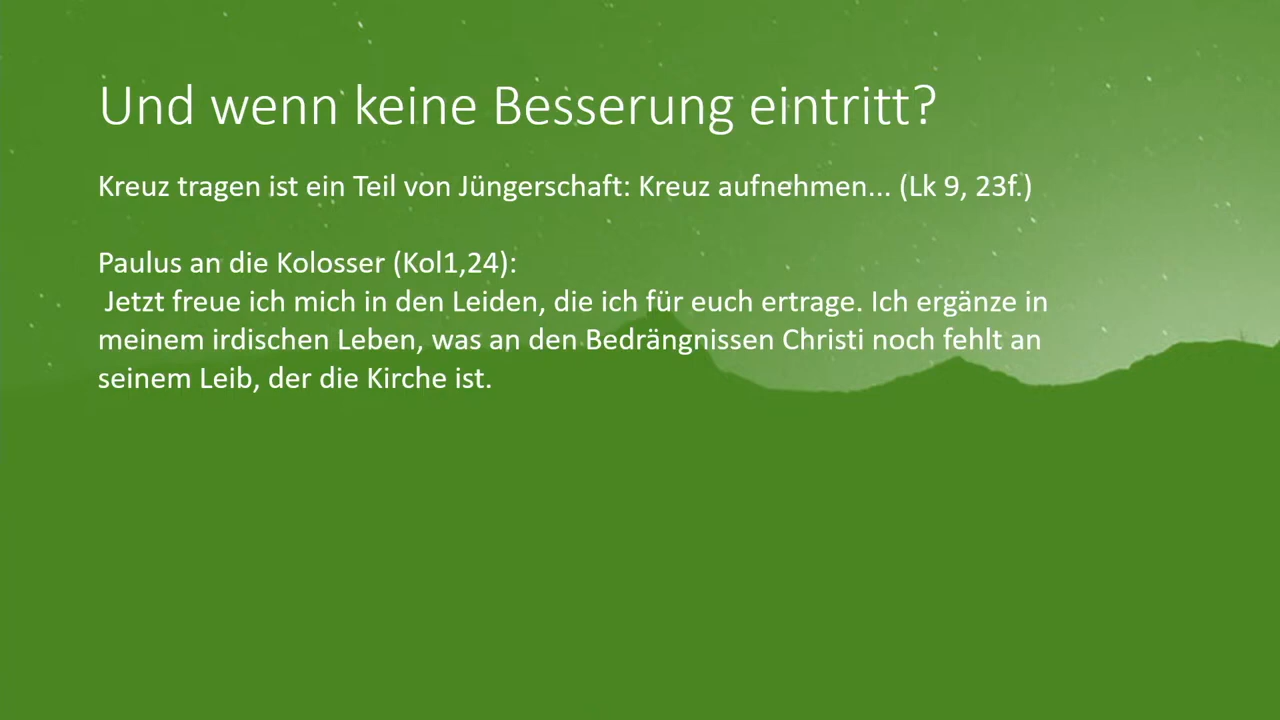 Und wenn keine Besserung eintritt?
Kreuz tragen ist ein Teil von Jüngerschaft: Kreuz aufnehmen... (Lk 9, 23f.)
Paulus an die Kolosser (Kol1,24):
Jetzt freue ich mich in den Leiden, die ich für euch ertrage. Ich ergänze in
meinem irdischen Leben, was an den Bedrängnissen Christi noch fehlt an
seinem Leib, der die Kirche ist.